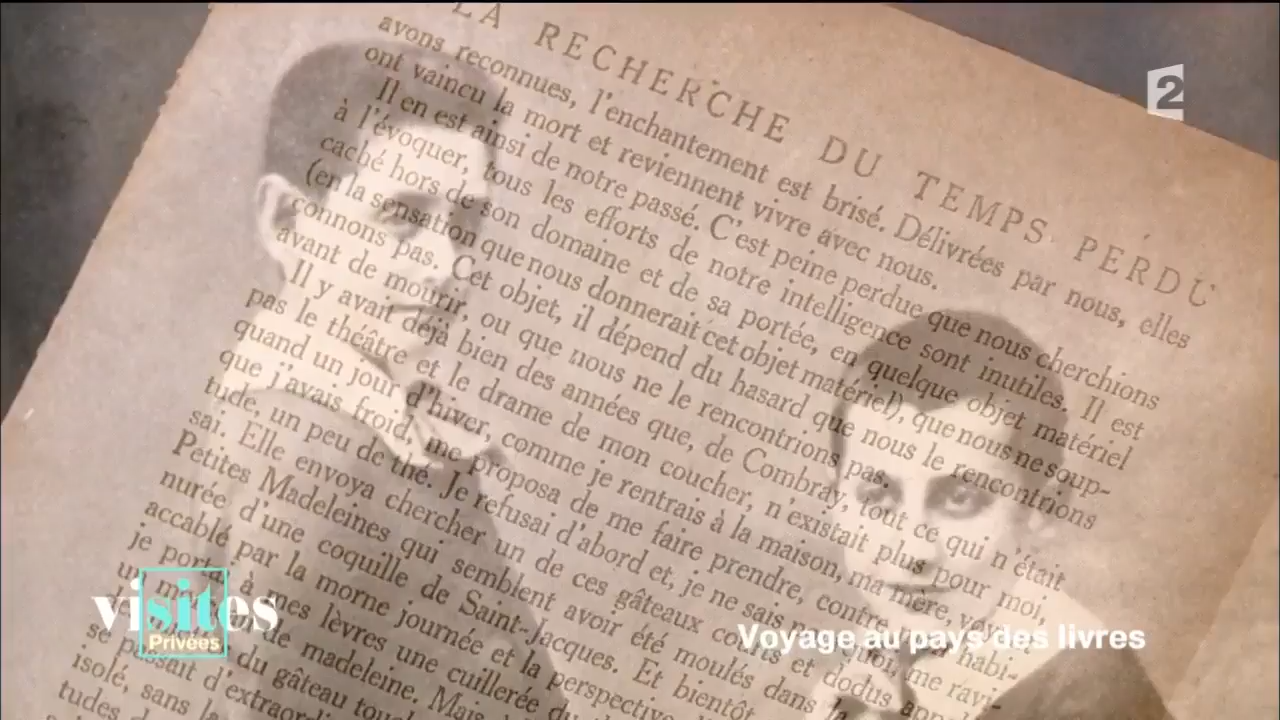 LA RECHERCHE DU TEMPS PERDU
avons reconnues, l'enchantement est brisé. Délivrées par nous, elles
ont vaincu la mort et reviennent vivre avec nous.
Il en est ainsi de notre passé. C'est peine perdue que nous cherchions
à l'évoquer, tous les efforts de notre intelligence sont inutiles. Il est
caché hors de son domaine et de sa portée, en quelque objet matériel
(en la sensation que nous donnerait cet objet matériel), que nous ne soup-
connons pas. Cet objet, il dépend du hasard que nous le rencontrions
avant de mourir, ou que nous ne le rencontrions pas.
Il y avait déjà bien des années que, de Combray, tout ce qui n'était
pas le théâtre et le drame de mon coucher, n'existait plus pour moi,
quand un jour d'hiver, comme je rentrais à la maison, ma mère, voyant
que j'avais froid, me proposa de me faire prendre, contre habi-
tude, un peu de thé. Je refusai d'abord et, je ne sais pourquoi me ravi-
sai. Elle envoya chercher un de ces gâteaux courts et dodus
Petites Madeleines qui semblent avoir été moulés dans la
nurée d'une coquille de Saint-Jacques. Et bientôt
accablé par la morne journée et la perspective
je portai à mes lèvres une cuillerée du
de madeleine. Mais à
se passait d'extraordi
du gâteau touc
isolé, sans
tudes
2
visites
Privées
Voyage au pays des livres